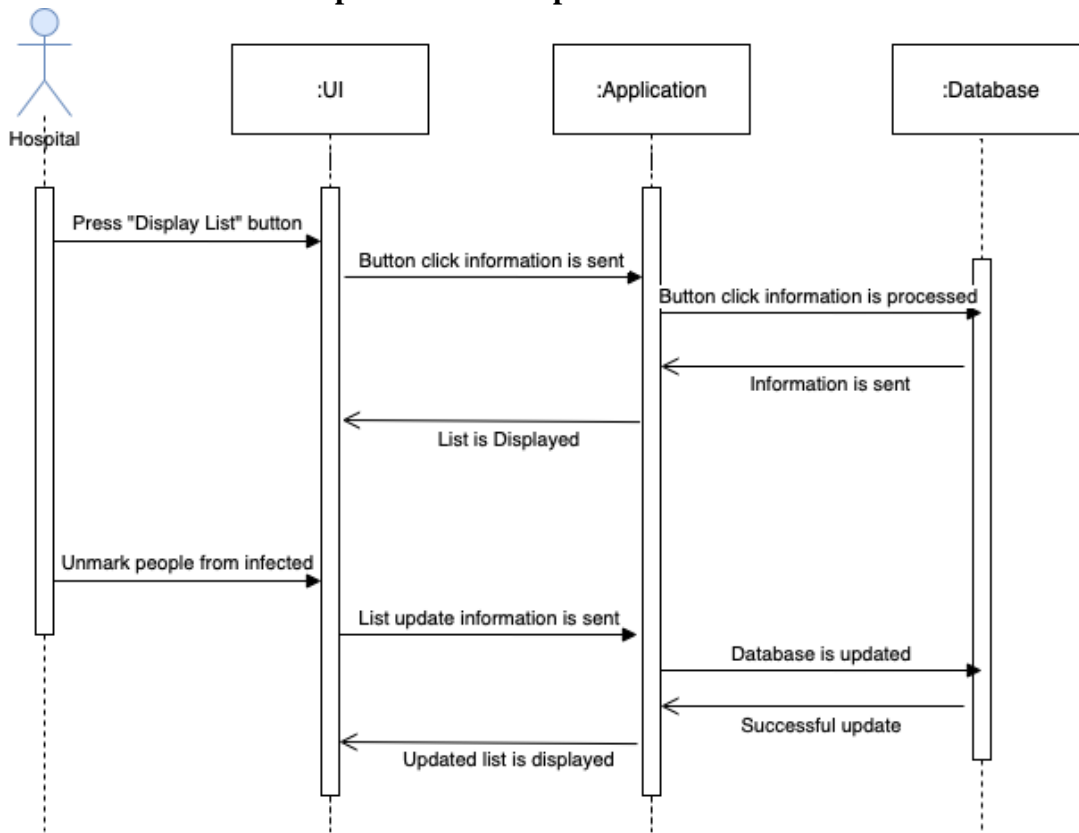 Hospital
:UI
:Application
:Database
Press "Display List" button
Button click information is sent
Button click information is processed
Information is sent
List is Displayed
Unmark people from infected
List update information is sent
Database is updated
Successful update
Updated list is displayed